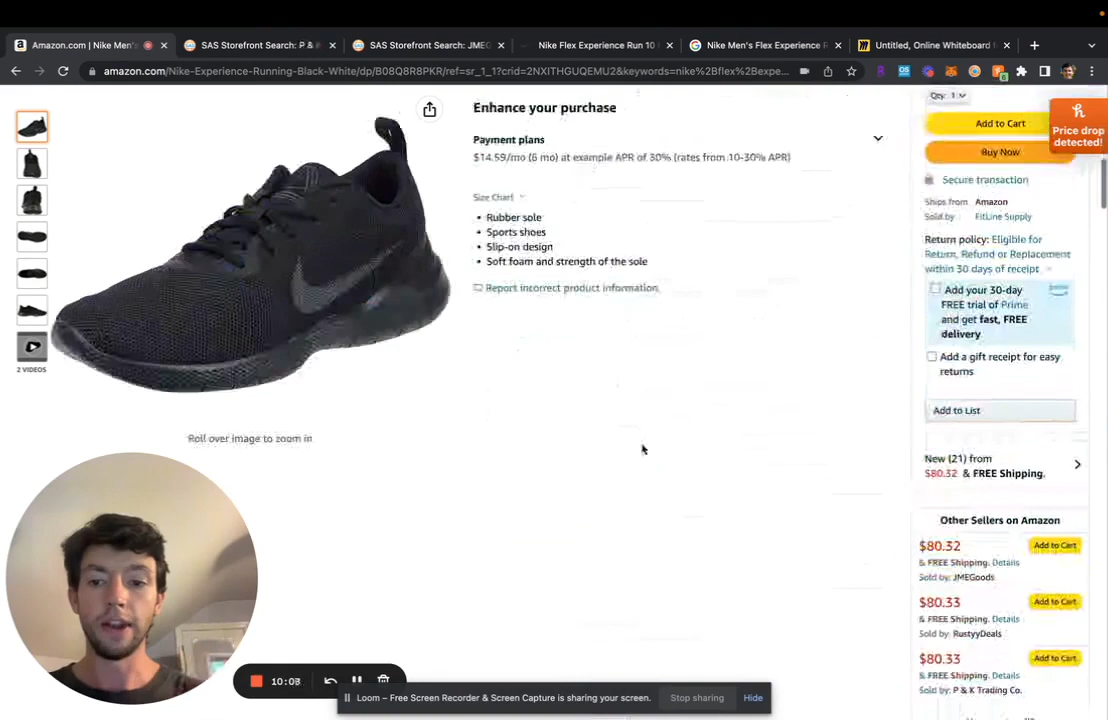 Amazon.com | Nike Men'
SAS Storefront Search: P & K
SAS Storefront Search: JMEG
Nike Flex Experience Run 10
Nike Men's Flex Experience R
Untitled, Online Whiteboard
amazon.com/Nike-Experience-Running-Black-White/dp/B08Q8R8PKR/ref=sr_1_1?crid=2NXITHGUQEMU2&keywords=nike%2Bflex%2Bexpe...
Enhance your purchase
Payment plans
$14.59/mo (6 mo) at example APR of 30% (rates from 10-30% APR)
Size Chart
• Rubber sole
• Sports shoes
• Slip-on design
• Soft foam and strength of the sole
Report incorrect product information.
2 VIDEOS
Roll over image to zoom in
Qty: 1
Add to Cart
Buy Now
Price drop
detected!
Secure transaction
Ships from Amazon
Sold by FitLine Supply
Return policy: Eligible for
Return, Refund or Replacement
within 30 days of receipt
Add your 30-day
FREE trial of Prime
and get fast, FREE
delivery
Add a gift receipt for easy
returns
Add to List
New (21) from
$80.32 & FREE Shipping.
Other Sellers on Amazon
$80.32
Add to Cart
& FREE Shipping. Details
Sold by: JMEGoods
$80.33
Add to Cart
& FREE Shipping. Details
Sold by: RustyyDeals
$80.33
Add to Cart
& FREE Shipping. Details
Sold by: P & K Trading Co.
Loom – Free Screen Recorder & Screen Capture is sharing your screen.
Stop sharing
Hide